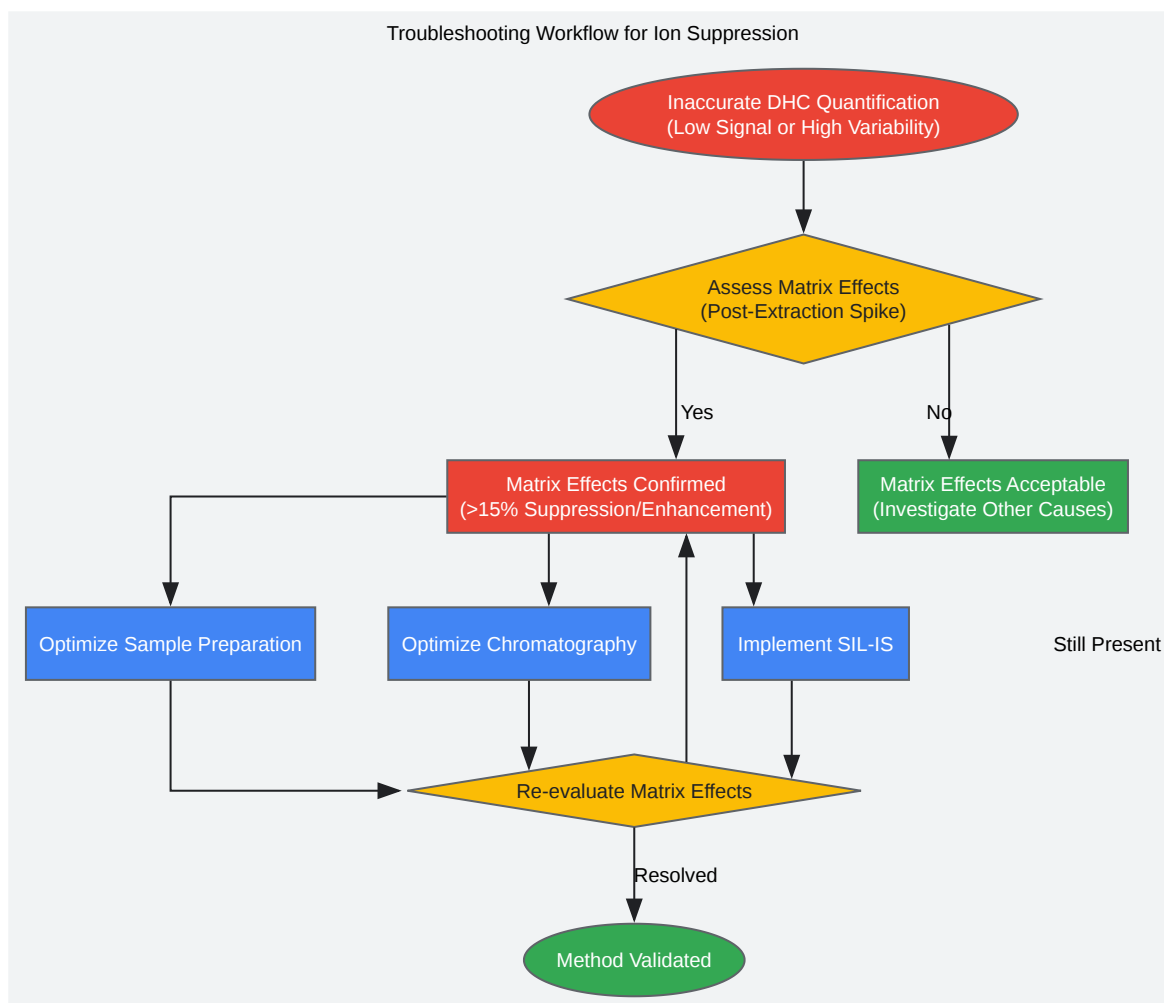 Troubleshooting Workflow for Ion Suppression
Inaccurate DHC Quantification
(Low Signal or High Variability)
Assess Matrix Effects
(Post-Extraction Spike)
Yes
No
Matrix Effects Confirmed
(>15% Suppression/Enhancement)
Matrix Effects Acceptable
(Investigate Other Causes)
Optimize Sample Preparation
Optimize Chromatography
Implement SIL-IS
Still Present
Re-evaluate Matrix Effects
Resolved
Method Validated